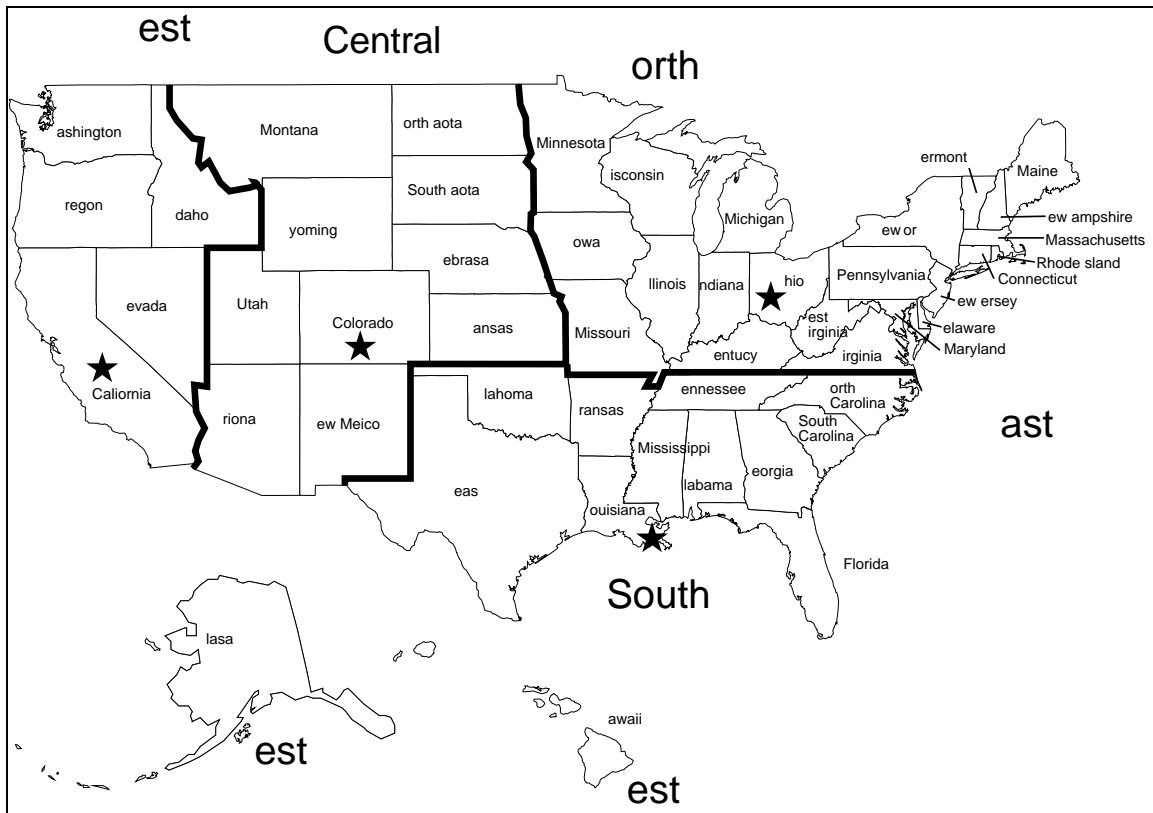 est
Central
orth
ashington
Montana
orth aota
Minnesota
ermont
Maine
isconsin
regon
daho
South aota
Michigan
ew ampshire
yoming
owa
ew or
Massachusetts
ebrasa
Rhode sland
evada
Utah
Illinois
ndiana
hio
Pennsylvania
Connecticut
Colorado
ansas
Missouri
est
irginia
ew ersey
elaware
entucy
irginia
Maryland
Caliornia
riona
ew Meico
lahoma
ransas
ennessee
orth
Carolina
South
Carolina
ast
Mississippi
labama
eorgia
eas
ouisiana
Florida
South
lasa
awaii
est
est